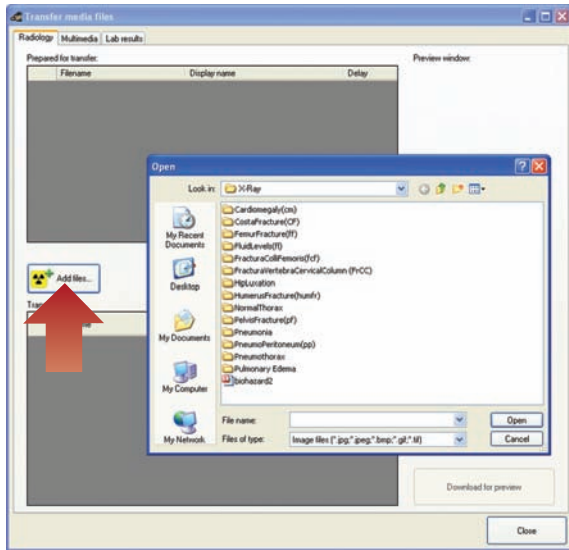 Transfer media files
Radiology Multimedia Lab results
Prepared for transfer: Preview window:
Filename Display name Delay
Open
Look in: X-Ray
Cardiomegaly(cm)
CostaFracture(CF)
FemurFracture(ff)
FluidLevels(fl)
FracturaColliFemoris(fcf)
FracturaVertebraCervicalColumn (FrCC)
HipLuxation
HumerusFracture(humfr)
NormalThorax
PelvisFracture(pf)
Pneumonia
PneumoPeritoneum(pp)
Pneumothorax
Pulmonary Edema
biohazard2
My Recent
Documents
Desktop
My Documents
My Computer
My Network
File name: Open
Files of type: Image files (*.jpg;*.jpeg;*.bmp;*.gif;*.tif) Cancel
Add files...
Download for preview
Close